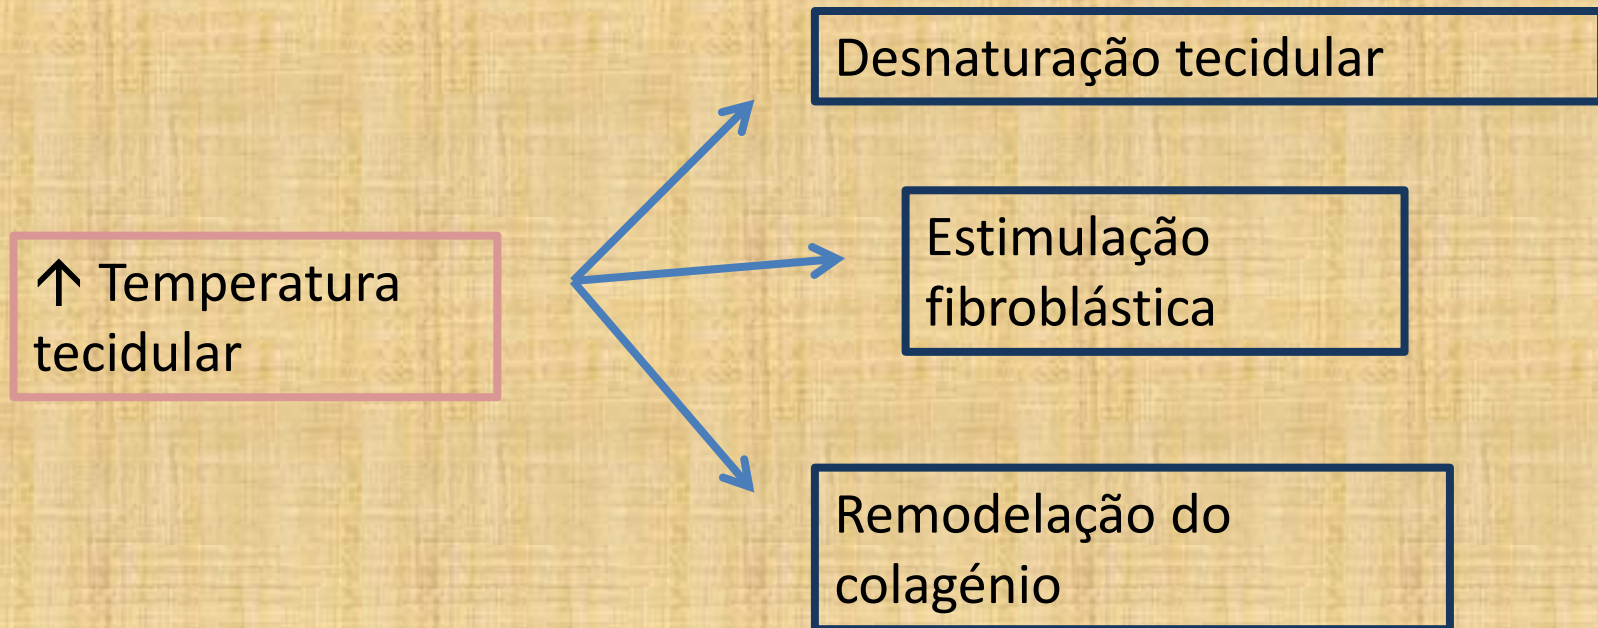 Desnaturação tecidular
Estimulação
fibroblástica
↑ Temperatura
tecidular
Remodelação do
colagénio